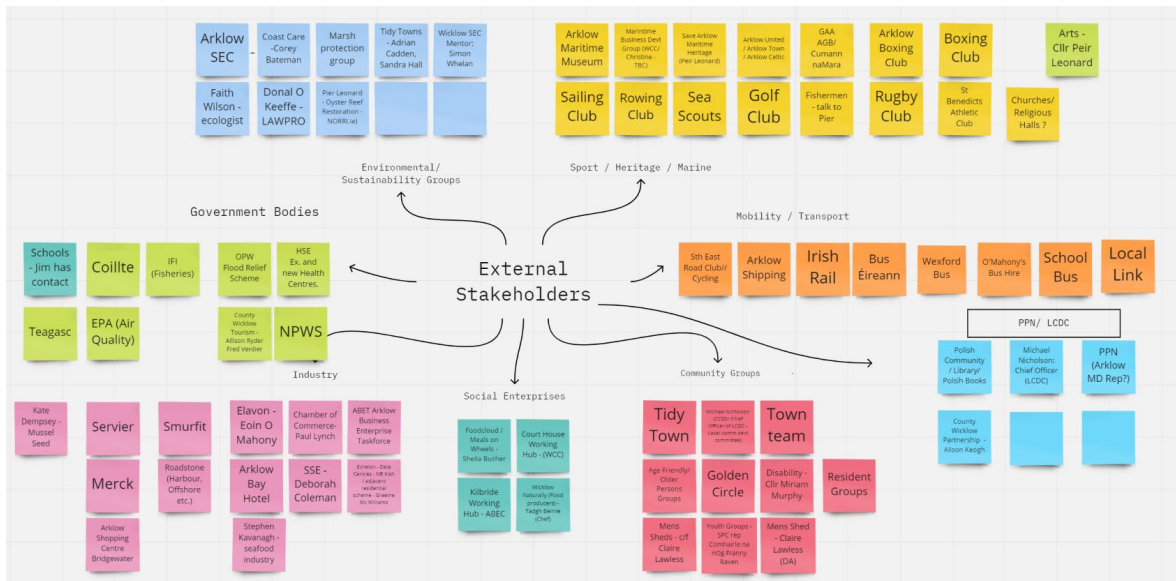 Arklow
SEC
Coast Care
-Corey
Bateman
Marsh
protection
group
Tidy Towns
- Adrian
Cadden,
Sandra Hall
Wicklow SEC
Mentor:
Simon
Whelan
Faith
Wilson -
ecologist
Donal O
Keeffe -
LAWPRO
Pier Leonard
- Oyster Reef
Restoration -
NORRI.ie)
Environmental/
Sustainability Groups
Arklow
Maritime
Museum
Business Devt
Group (WCC/
Christine -
TBC)
Save Arklow
Maritime
Heritage
(Peir Leonard)
Arklow United
/ Arklow Town
/ Arklow Celtic
GAA
AGB/
Cumann
naMara
Arklow
Boxing
Club
Boxing
Club
Arts -
Cllr Peir
Leonard
Sailing
Club
Rowing
Club
Sea
Scouts
Golf
Club
Fishermen
- talk to
Pier
Rugby
Club
St
Benedicts
Athletic
Club
Churches/
Religious
Halls ?
Sport / Heritage / Marine
Government Bodies
Schools
- Jim has
contact
Coillte
IFI
(Fisheries)
OPW
Flood Relief
Scheme
HSE
Ex. and
new Health
Centres.
Teagasc
EPA (Air
Quality)
County
Wicklow
Tourism -
Allison Ryder
Fred Verdier
NPWS
External
Stakeholders
Mobility / Transport
Sth East
Road Club//
Cycling
Arklow
Shipping
Irish
Rail
Bus
Éireann
Wexford
Bus
O'Mahony's
Bus Hire
School
Bus
Local
Link
PPN/ LCDC
Polish
Community
/ Library/
Polsih Books
Michael
Nicholson:
Chief Officer
(LCDC)
PPN
(Arklow
MD Rep?)
County
Wicklow
Partnership -
Alison Keogh
Industry
Kate
Dempsey -
Mussel
Seed
Servier
Smurfit
Elavon -
Eoin O
Mahony
Chamber of
Commerce-
Paul Lynch
ABET Arklow
Business
Enterprise
Taskforce
Merck
Roadstone
(Harbour,
Offshore
etc.)
Arklow
Bay
Hotel
SSE -
Deborah
Coleman
Arklow
Shopping
Centre
Bridgewater
Stephen
Kavanagh -
seafood
industry
Social Enterprises
Foodcloud /
Meals on
Wheels -
Sheila Busher
Court House
Working
Hub - (WCC)
Kilbride
Working
Hub - ABEC
Wicklow
Naturally (Food
producers) -
Tadgh Berrne
(Chef)
Community Groups
Tidy
Town
Town
team
Age Friendly/
Older
Persons
Groups
Golden
Circle
Disability -
Cllr Miriam
Murphy
Resident
Groups
Mens
Sheds - c/f
Claire
Lawless
Youth Groups -
SPC rep
Comhairle na
nOg Franny
Raven
Mens Shed
- Claire
Lawless
(DA)